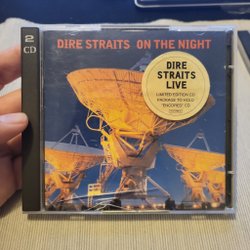 2
CD
DIRE STRAITS ON THE NIGHT
DIRE
STRAITS
LIVE
LIMITED EDITION CD
PACKAGE TO HOLD
"ENCORES" CD